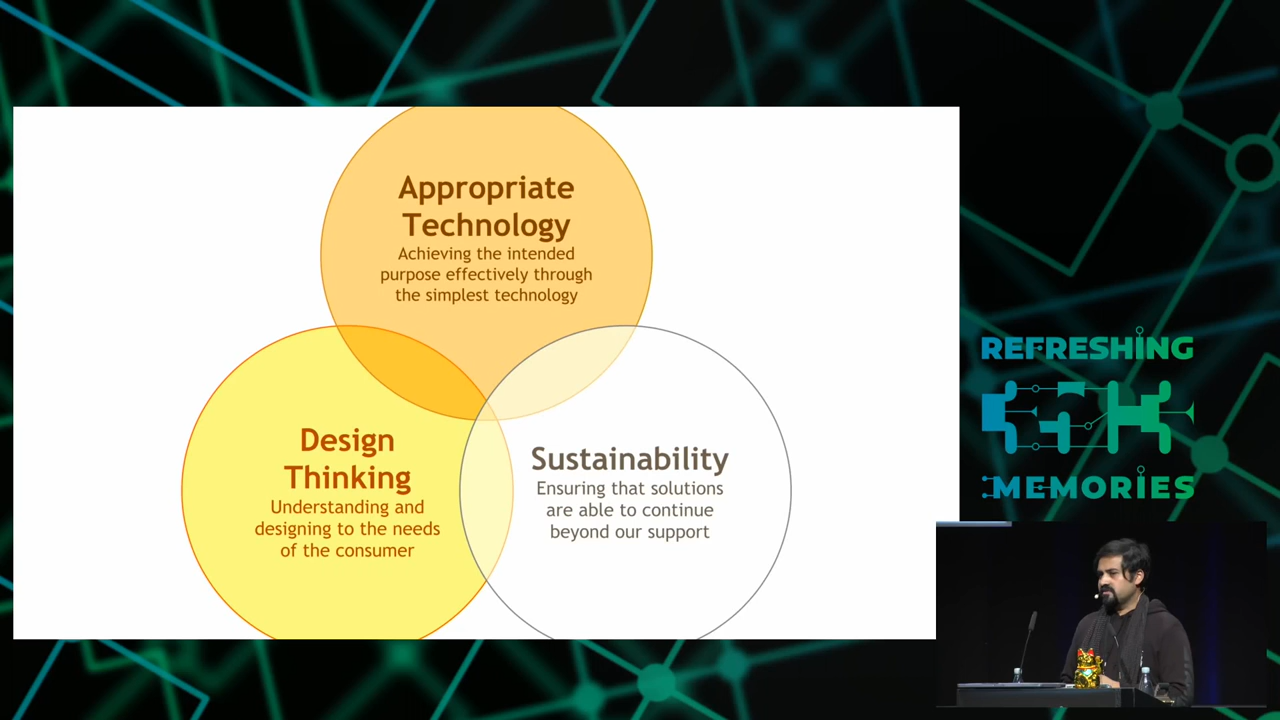 Appropriate
Technology
Achieving the intended
purpose effectively through
the simplest technology
Design
Thinking
Understanding and
designing to the needs
of the consumer
Sustainability
Ensuring that solutions
are able to continue
beyond our support
REFRESHING
MEMORIES